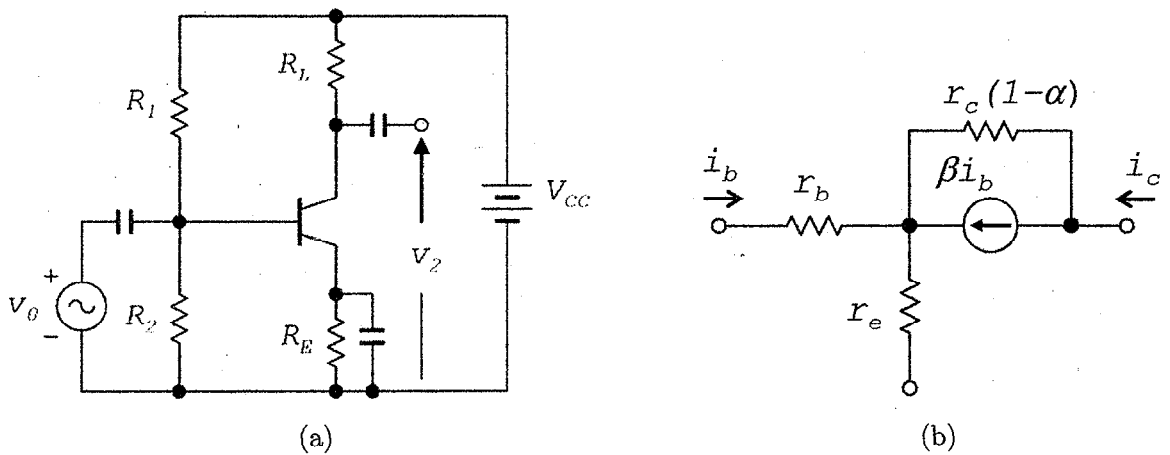 R_L
R_1
V_CC
v_2
v_0
+
-
R_2
R_E
(a)
r_c(1-α)
i_b
r_b
βi_b
i_c
r_e
(b)